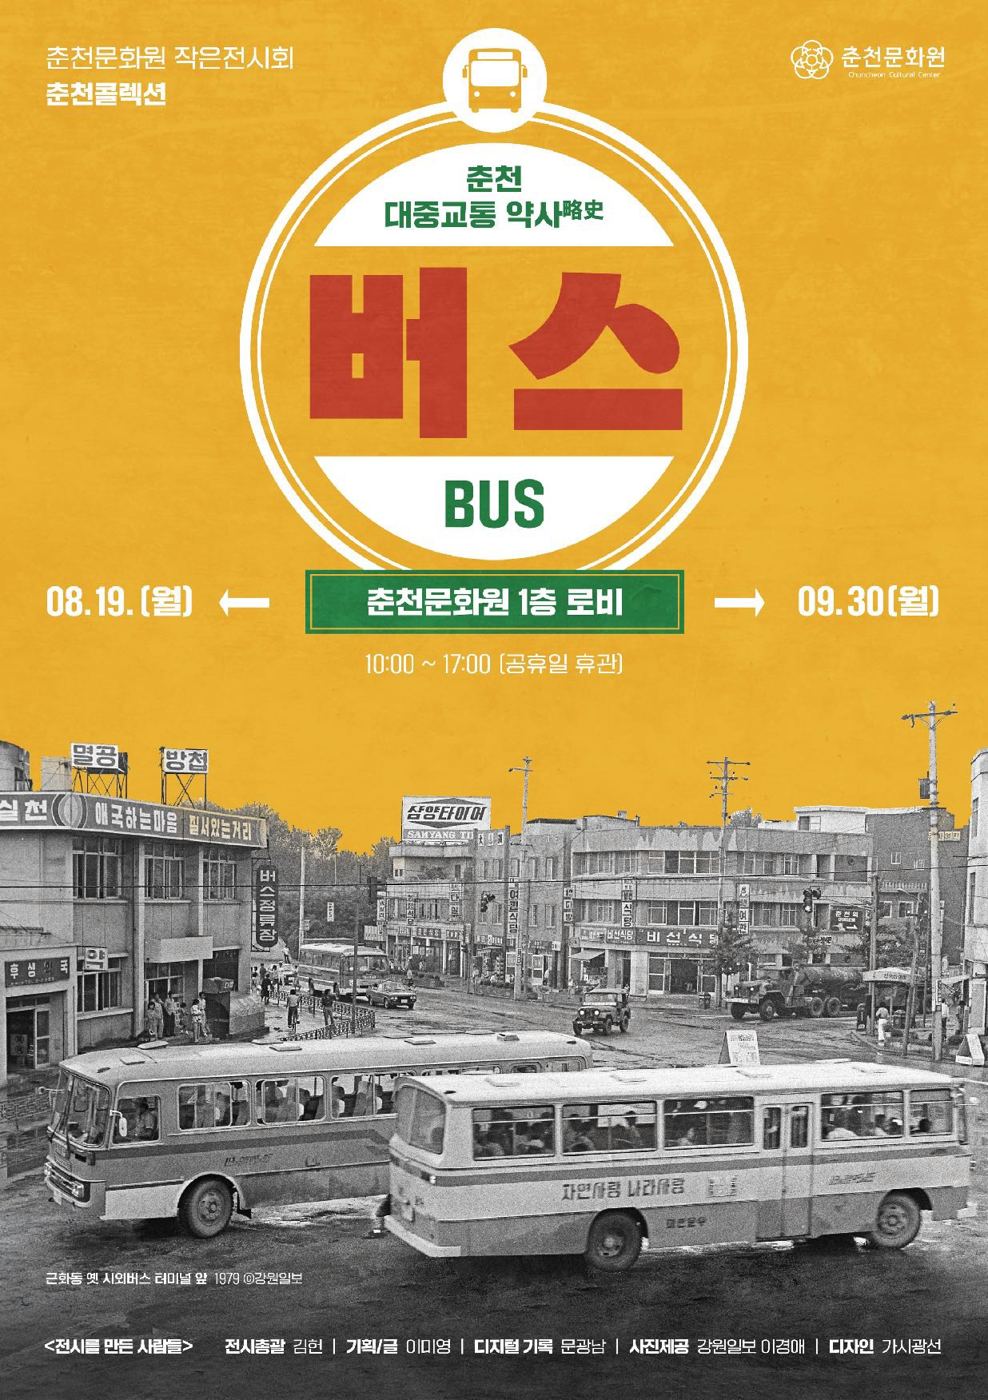 춘천문화원 작은전시회
춘천콜렉션
춘천문화원
Chuncheon Cultural Center
춘천
대중교통 약사略史
버스
BUS
08.19.(월)
춘천문화원 1층 로비
09.30(월)
10:00 ~ 17:00 (공휴일 휴관)
멸공
방첩
실천
애국하는마음
질서있는거리
삼양타이어
SAMYANG TI
버스정류장
약
비선식당
자연사랑 나라사랑
근화동 옛 시외버스 터미널 앞 1979 ©강원일보
<전시를 만든 사람들> 전시총괄 김헌 | 기획/글 이미영 | 디지털 기록 문광남 | 사진제공 강원일보 이경애 | 디자인 가시광선